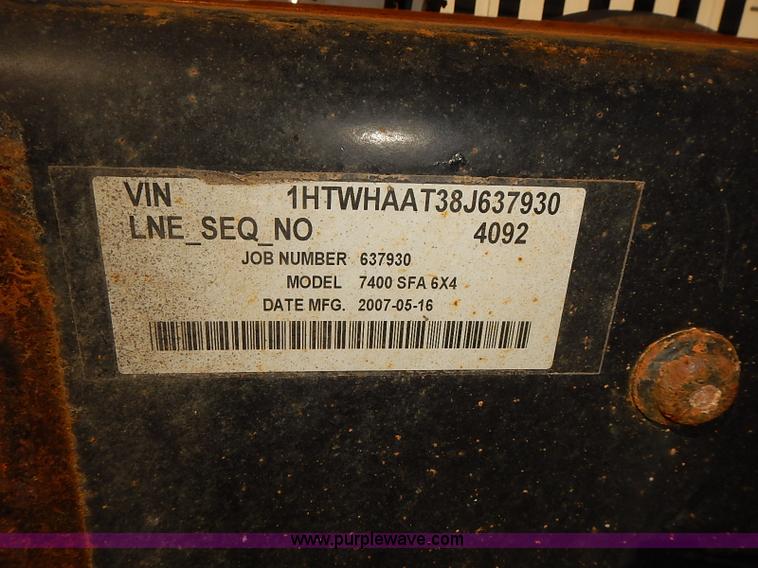 VIN 1HTWHAAT38J637930
LNE_SEQ_NO 4092
JOB NUMBER 637930
MODEL 7400 SFA 6X4
DATE MFG. 2007-05-16
www.purplewave.com